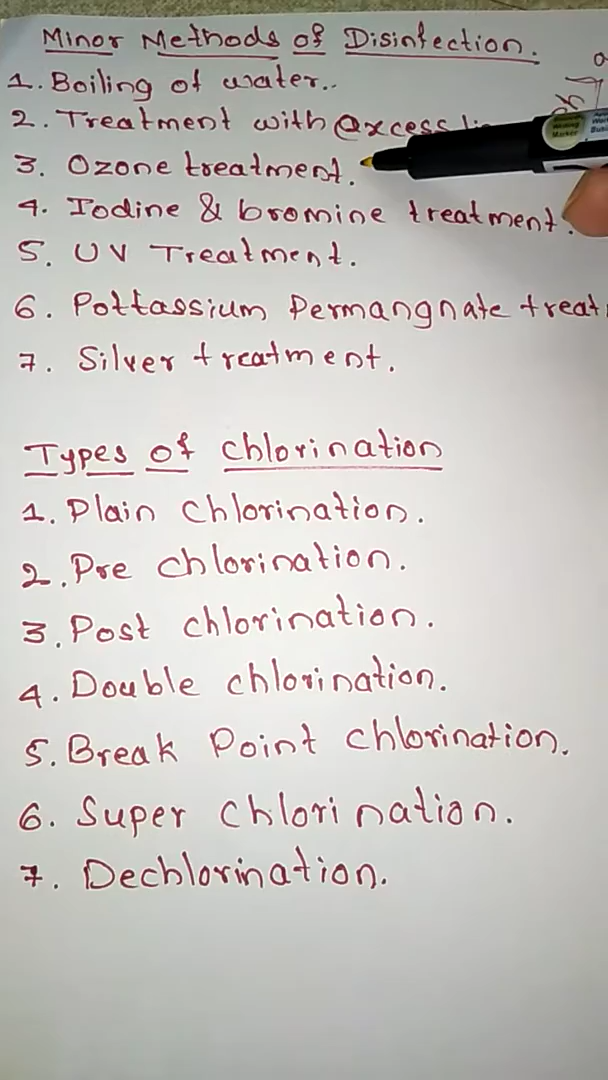 Minor Methods of Disinfection.
1. Boiling of water..
2. Treatment with excess
3. Ozone treatment.
4. Iodine & bromine treatment.
5. UV Treatment.
6. Pottassium Permangnate treat
7. Silver treatment.
Types of chlorination
1. Plain chlorination.
2. Pre chlorination.
3. Post chlorination.
4. Double chlorination.
5. Break Point chlorination.
6. Super chlorination.
7. Dechlorination.